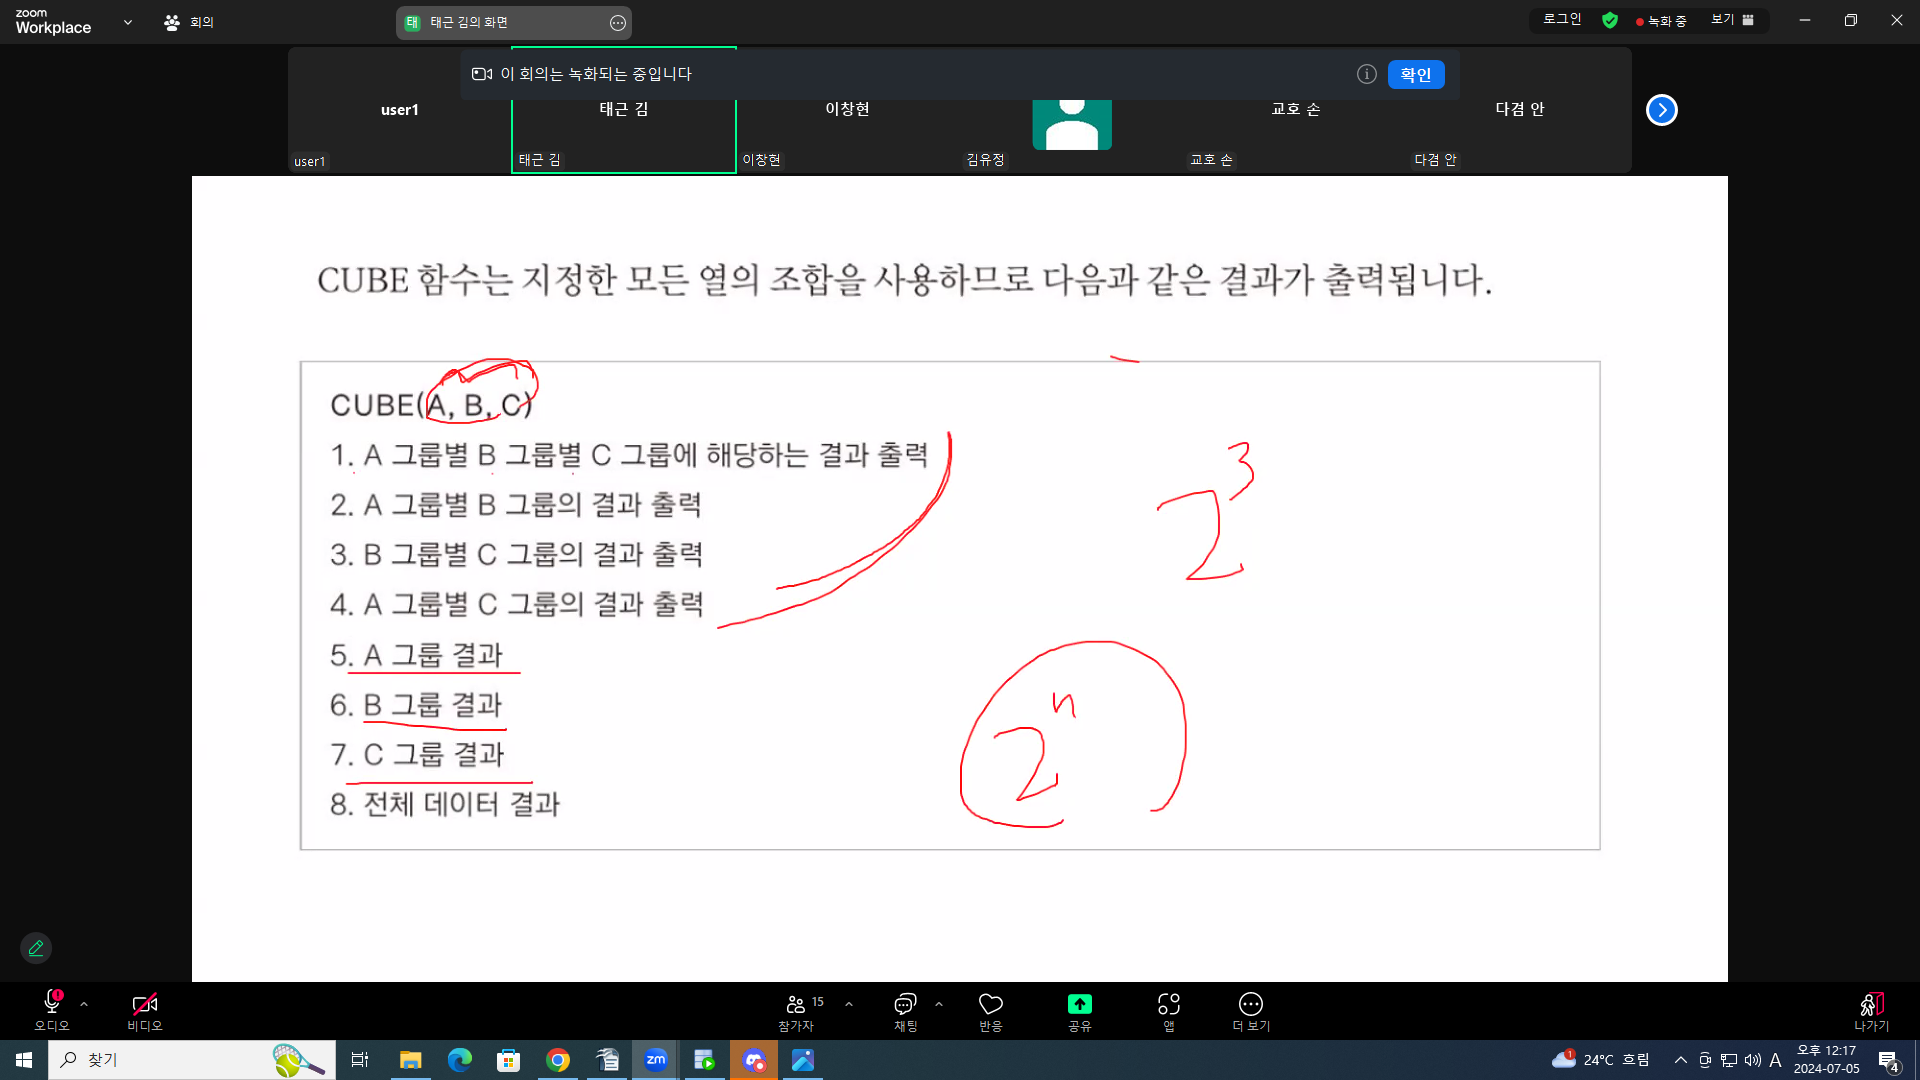 zoom
Workplace
회의
태 태근 김의 화면
로그인
녹화 중
보기
이 회의는 녹화되는 중입니다
확인
user1
태근 김
이창현
교호 손
다겸 안
user1
태근 김
이창현
김유정
교호 손
다겸 안
CUBE 함수는 지정한 모든 열의 조합을 사용하므로 다음과 같은 결과가 출력됩니다.
CUBE(A, B, C)
1. A 그룹별 B 그룹별 C 그룹에 해당하는 결과 출력
2. A 그룹별 B 그룹의 결과 출력
3. B 그룹별 C 그룹의 결과 출력
4. A 그룹별 C 그룹의 결과 출력
5. A 그룹 결과
6. B 그룹 결과
7. C 그룹 결과
8. 전체 데이터 결과
2³
2ⁿ
오디오
비디오
참가자 15
채팅
반응
공유
앱
더 보기
나가기
찾기
zm
1
24°C 흐림
A
오후 12:17
2024-07-05
4